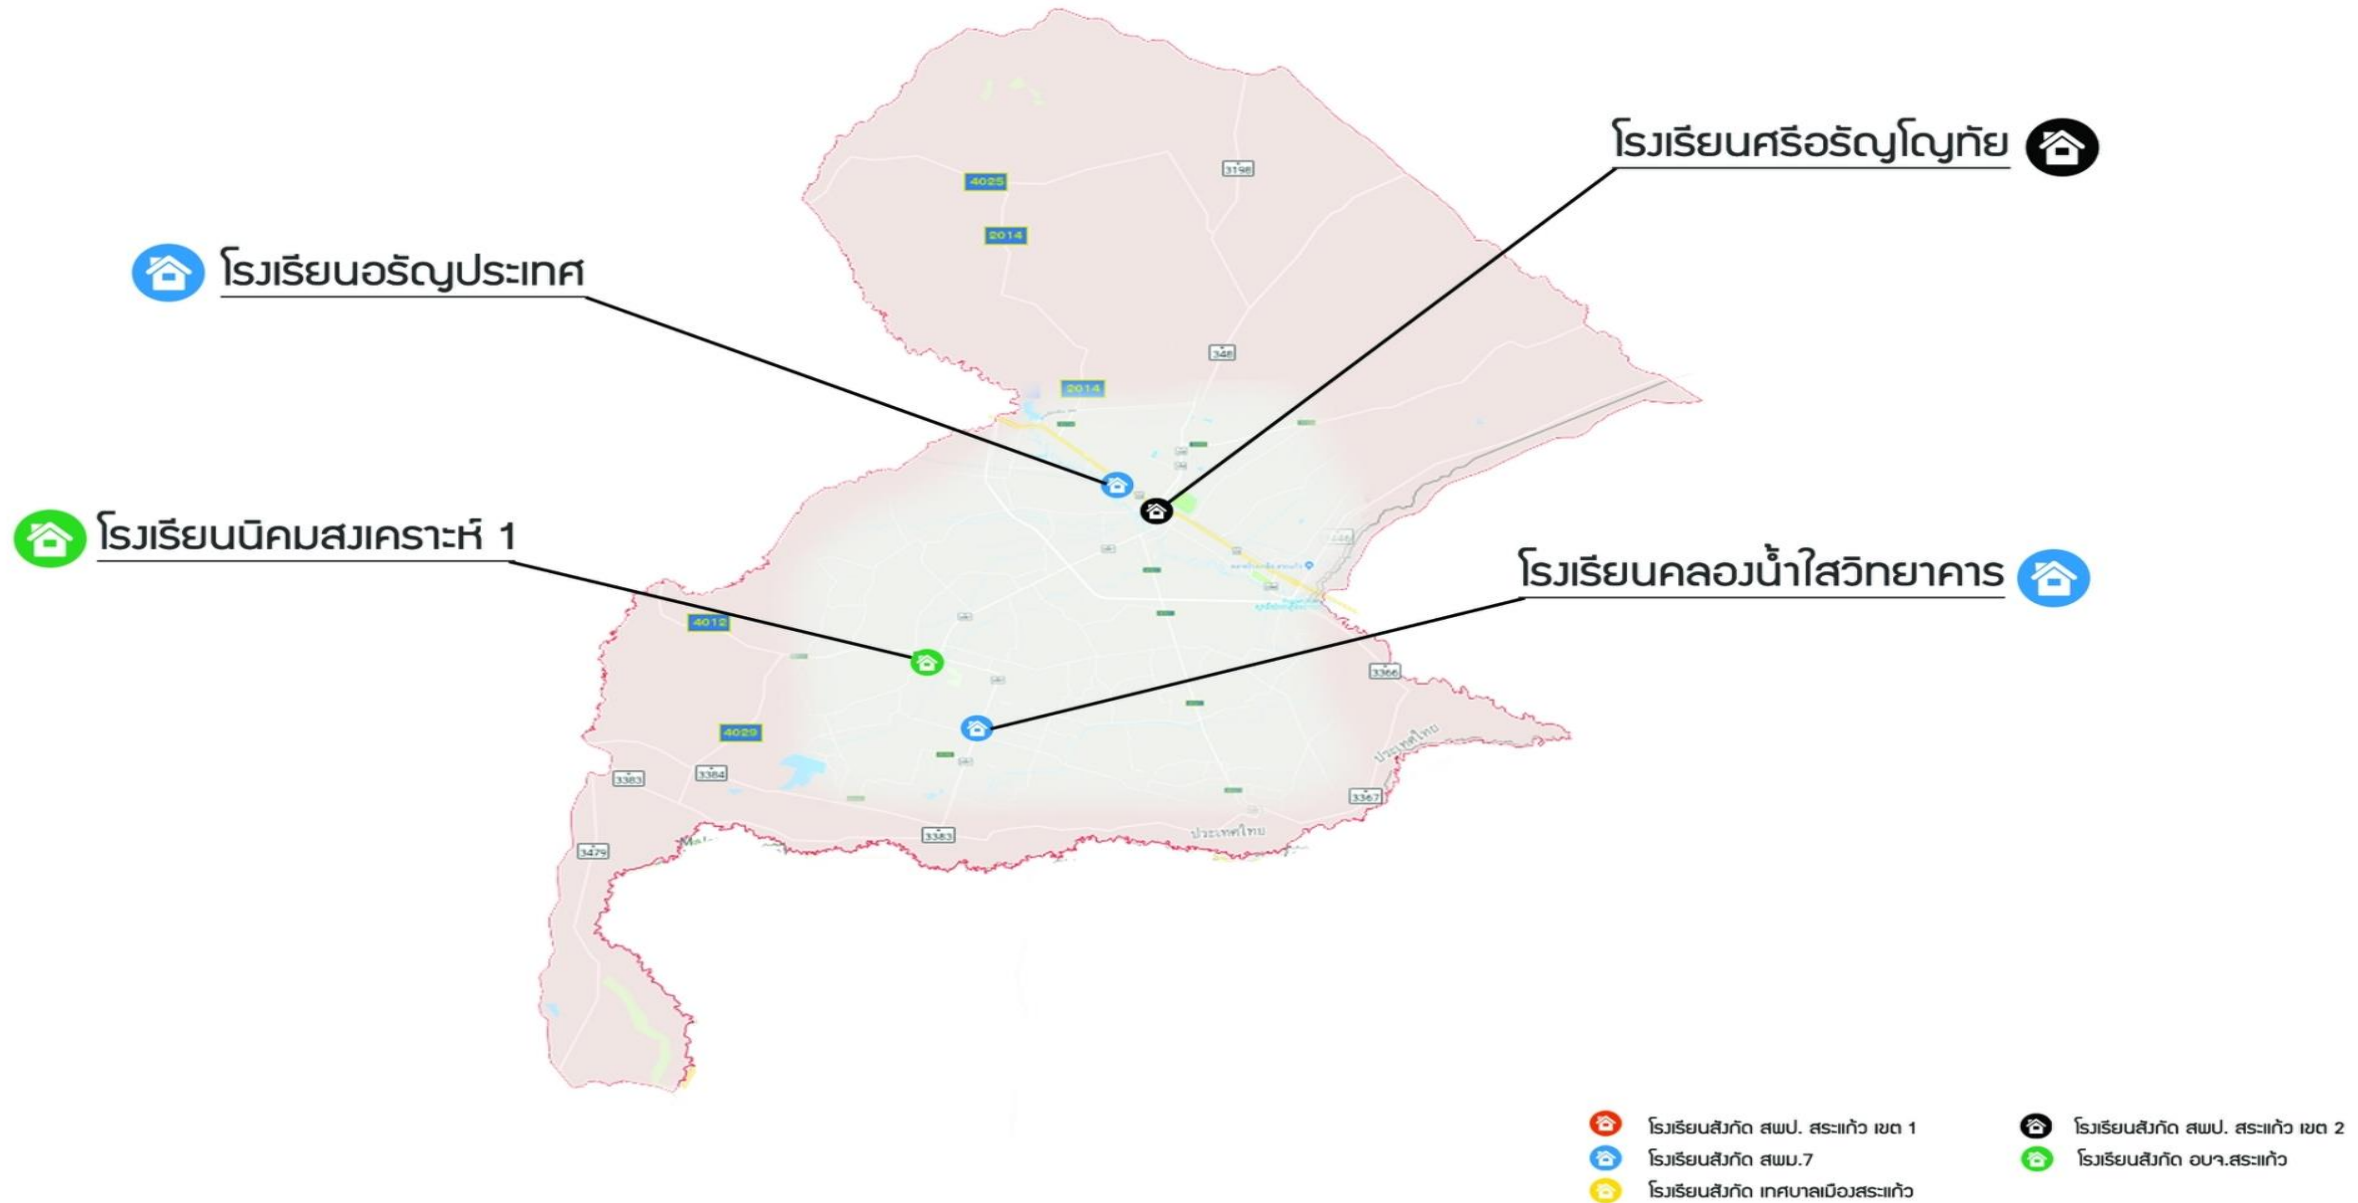 โรงเรียนศรีอรัญโญทัย
โรงเรียนอรัญประเทศ
โรงเรียนนิคมสงเคราะห์ 1
โรงเรียนคลองน้ำใสวิทยาคาร
3198
4025
2014
348
2014
4012
3366
4029
ประเทศไทย
3383
3384
3367
3383
ประเทศไทย
3479
โรงเรียนสังกัด สพป. สระแก้ว เขต 1
โรงเรียนสังกัด สพป. สระแก้ว เขต 2
โรงเรียนสังกัด สพม.7
โรงเรียนสังกัด อบจ.สระแก้ว
โรงเรียนสังกัด เทศบาลเมืองสระแก้ว